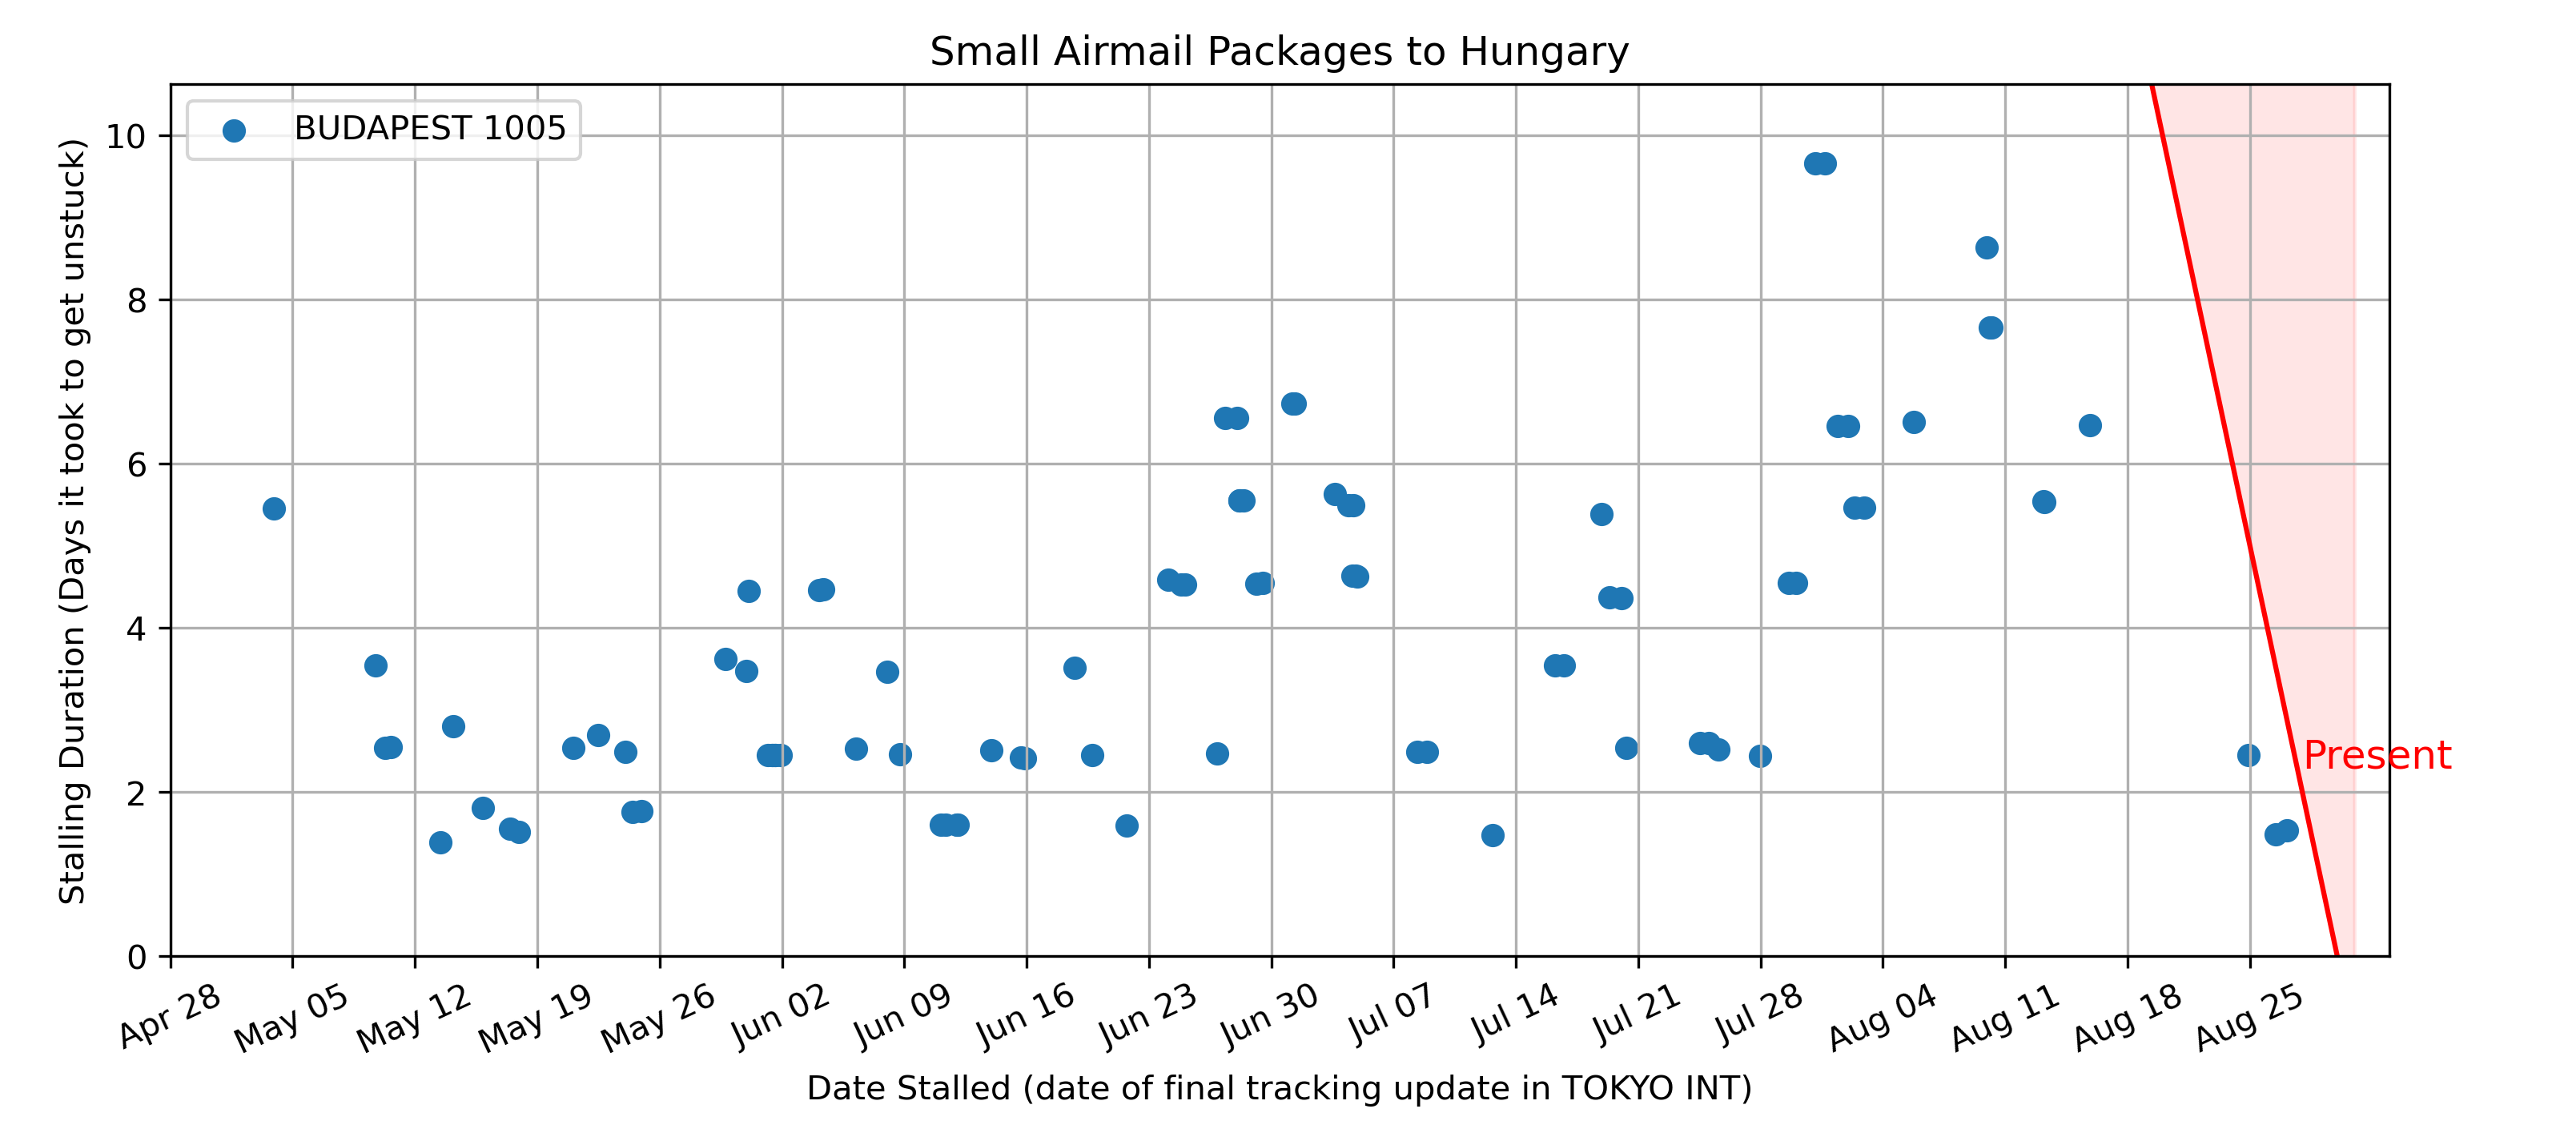 Small Airmail Packages to Hungary
BUDAPEST 1005
Stalling Duration (Days it took to get unstuck)
10
8
6
4
2
0
Present
Apr 28
May 05
May 12
May 19
May 26
Jun 02
Jun 09
Jun 16
Jun 23
Jun 30
Jul 07
Jul 14
Jul 21
Jul 28
Aug 04
Aug 11
Aug 18
Aug 25
Date Stalled (date of final tracking update in TOKYO INT)